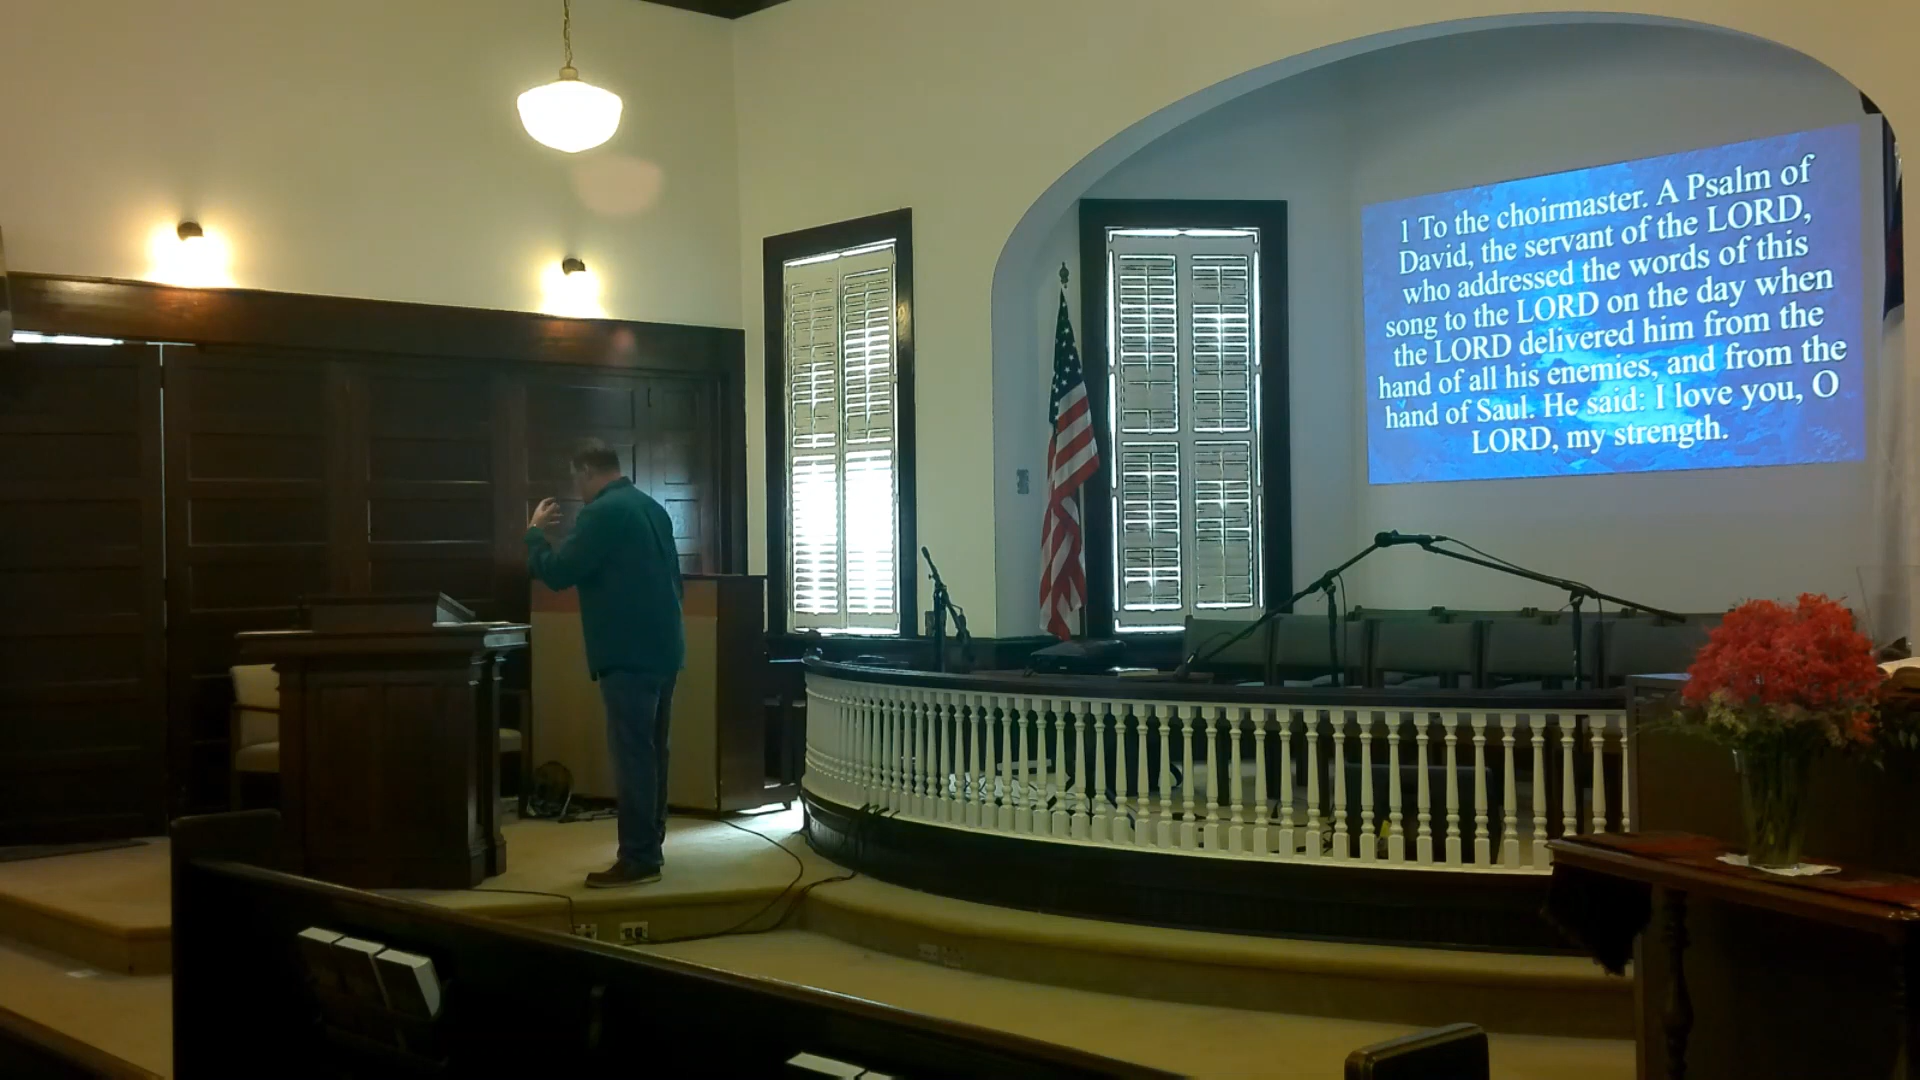 1 To the choirmaster. A Psalm of
David, the servant of the LORD,
who addressed the words of this
song to the LORD on the day when
the LORD delivered him from the
hand of all his enemies, and from the
hand of Saul. He said: I love you, O
LORD, my strength.